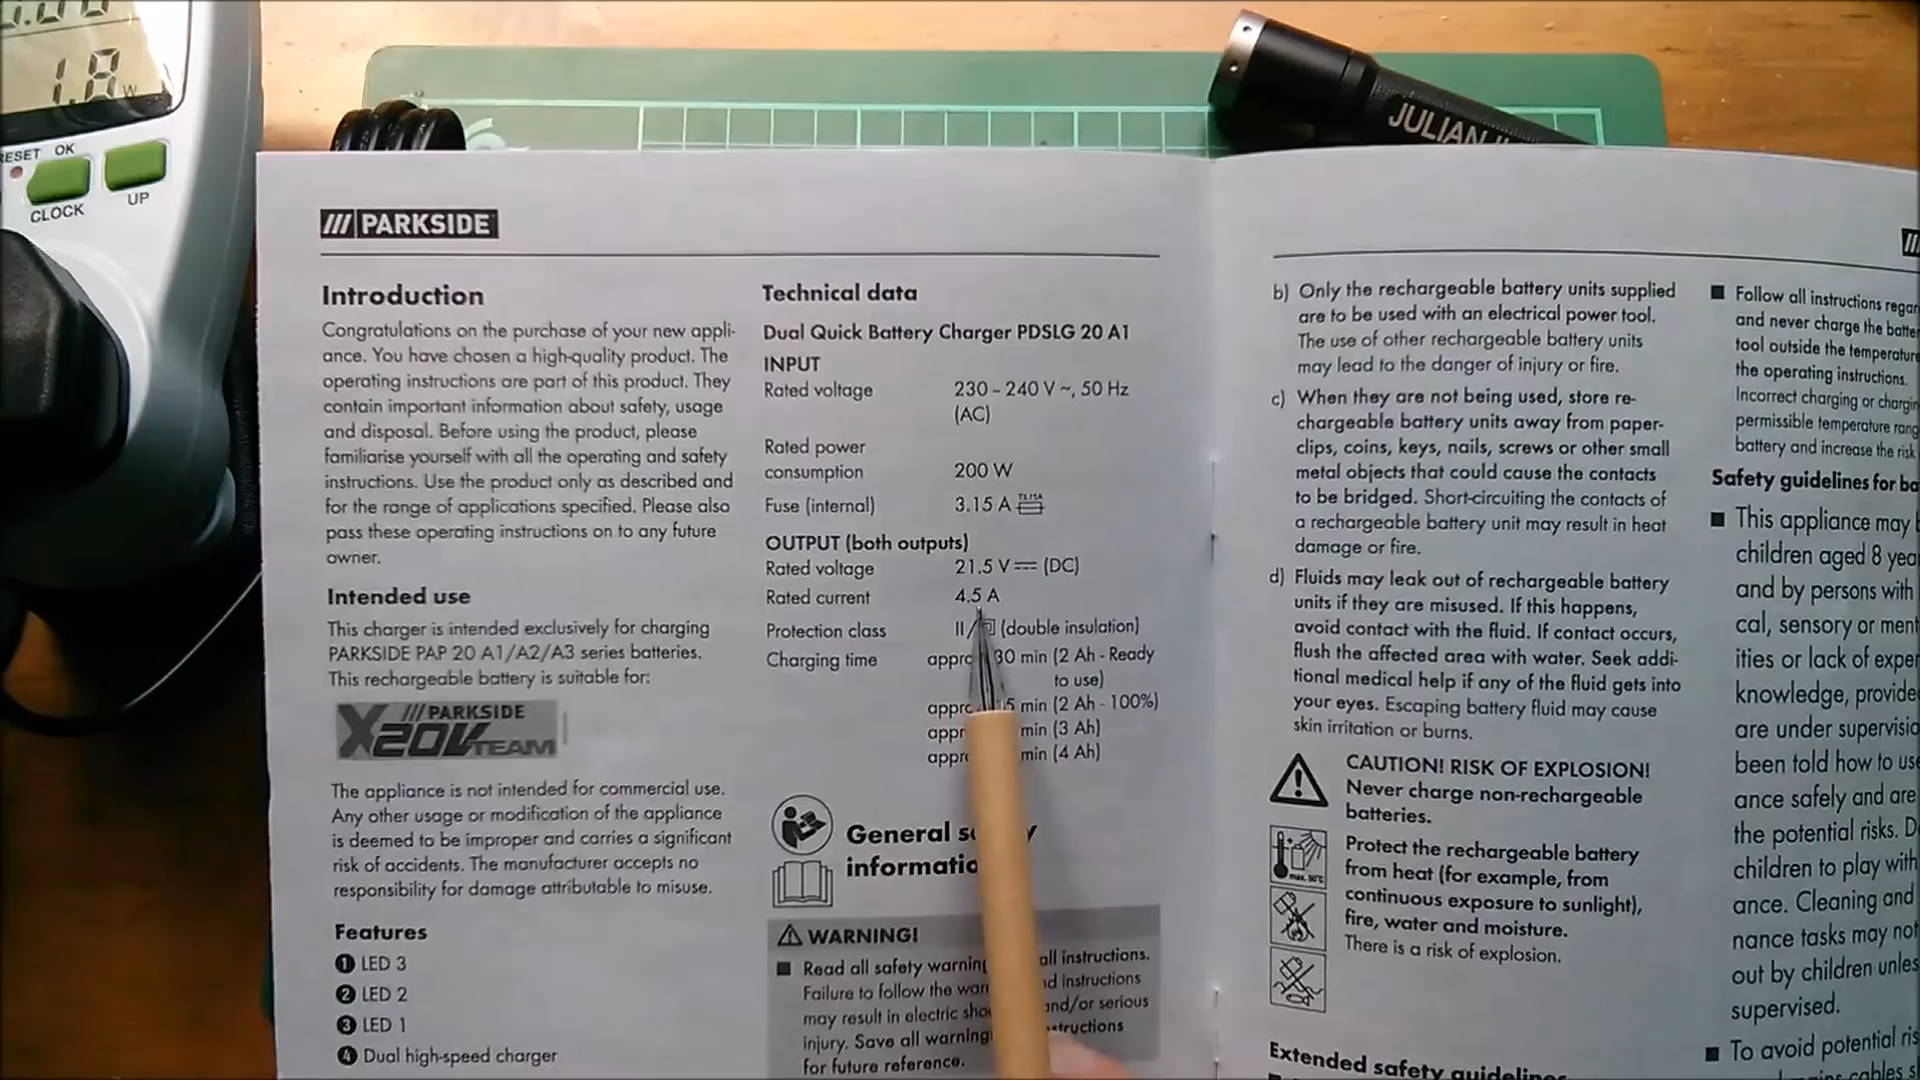 1.8 W
RESET OK
CLOCK
UP
JULIAN
/// PARKSIDE
Introduction
Congratulations on the purchase of your new appli-
ance. You have chosen a high-quality product. The
operating instructions are part of this product. They
contain important information about safety, usage
and disposal. Before using the product, please
familiarise yourself with all the operating and safety
instructions. Use the product only as described and
for the range of applications specified. Please also
pass these operating instructions on to any future
owner.
Intended use
This charger is intended exclusively for charging
PARKSIDE PAP 20 A1/A2/A3 series batteries.
This rechargeable battery is suitable for:
/// PARKSIDE
X20V TEAM
The appliance is not intended for commercial use.
Any other usage or modification of the appliance
is deemed to be improper and carries a significant
risk of accidents. The manufacturer accepts no
responsibility for damage attributable to misuse.
Features
1 LED 3
2 LED 2
3 LED 1
4 Dual high-speed charger
Technical data
Dual Quick Battery Charger PDSLG 20 A1
INPUT
Rated voltage 230 – 240 V ~, 50 Hz
(AC)
Rated power
consumption 200 W
Fuse (internal) 3.15 A T3.15A
OUTPUT (both outputs)
Rated voltage 21.5 V ⎓ (DC)
Rated current 4.5 A
Protection class II/ (double insulation)
Charging time 30 min (2 Ah - Ready
to use)
min (2 Ah - 100%)
min (3 Ah)
min (4 Ah)
General
WARNING!
Read all safety all instructions.
Failure to follow the instructions
may result in electric and/or serious
injury. Save all
for future reference.
b) Only the rechargeable battery units supplied
are to be used with an electrical power tool.
The use of other rechargeable battery units
may lead to the danger of injury or fire.
c) When they are not being used, store re-
chargeable battery units away from paper-
clips, coins, keys, nails, screws or other small
metal objects that could cause the contacts
to be bridged. Short-circuiting the contacts of
a rechargeable battery unit may result in heat
damage or fire.
d) Fluids may leak out of rechargeable battery
units if they are misused. If this happens,
avoid contact with the fluid. If contact occurs,
flush the affected area with water. Seek addi-
tional medical help if any of the fluid gets into
your eyes. Escaping battery fluid may cause
skin irritation or burns.
CAUTION! RISK OF EXPLOSION!
Never charge non-rechargeable
batteries.
max. 50°C
Protect the rechargeable battery
from heat (for example, from
continuous exposure to sunlight),
fire, water and moisture.
There is a risk of explosion.
Extended safety guidelines
Follow all instructions
and never charge the
tool outside the
the operating instructions.
Incorrect charging or
permissible temperature
battery and increase the risk
Safety guidelines for
This appliance may
children aged 8
and by persons with
cal, sensory or
ities or lack of
knowledge,
are under
been told how to
ance safely and are
the potential risks.
children to play with
ance. Cleaning and
nance tasks may not
out by children
supervised.
To avoid potential